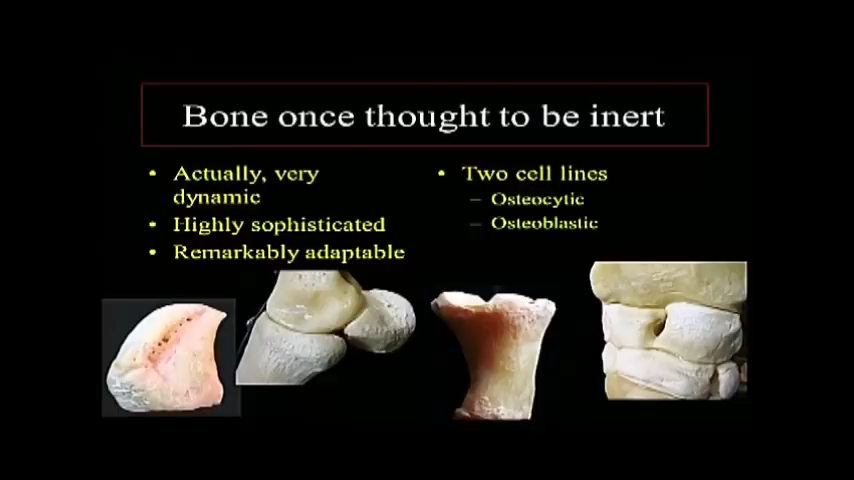 Bone once thought to be inert
• Actually, very
dynamic
• Highly sophisticated
• Remarkably adaptable
• Two cell lines
– Osteocytic
– Osteoblastic